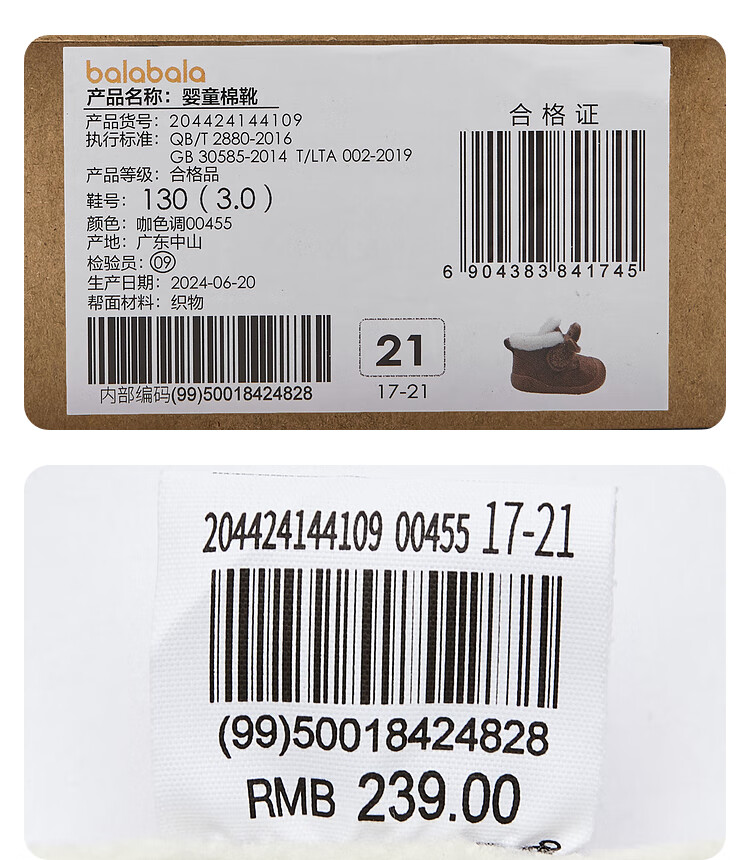 balabala
产品名称：婴童棉靴
产品货号：204424144109
执行标准：QB/T 2880-2016
GB 30585-2014 T/LTA 002-2019
产品等级：合格品
鞋号：130（3.0）
颜色：咖色调00455
产地：广东中山
检验员：09
生产日期：2024-06-20
帮面材料：织物
内部编码(99)50018424828
21
17-21
合格证
6 904383 841745
204424144109 00455 17-21
(99)50018424828
RMB 239.00